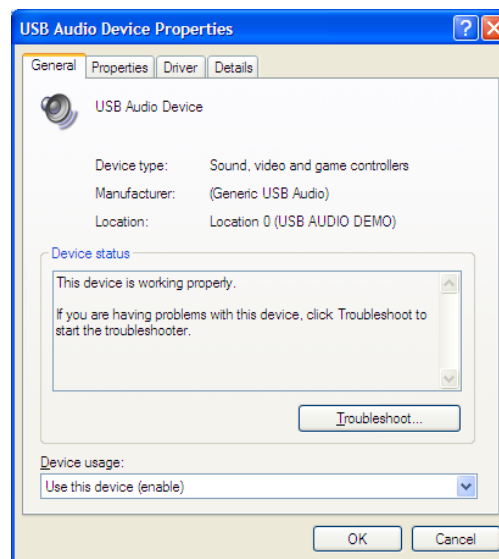 USB Audio Device Properties
General Properties Driver Details
USB Audio Device
Device type: Sound, video and game controllers
Manufacturer: (Generic USB Audio)
Location: Location 0 (USB AUDIO DEMO)
Device status
This device is working properly.
If you are having problems with this device, click Troubleshoot to
start the troubleshooter.
Troubleshoot...
Device usage:
Use this device (enable)
OK Cancel